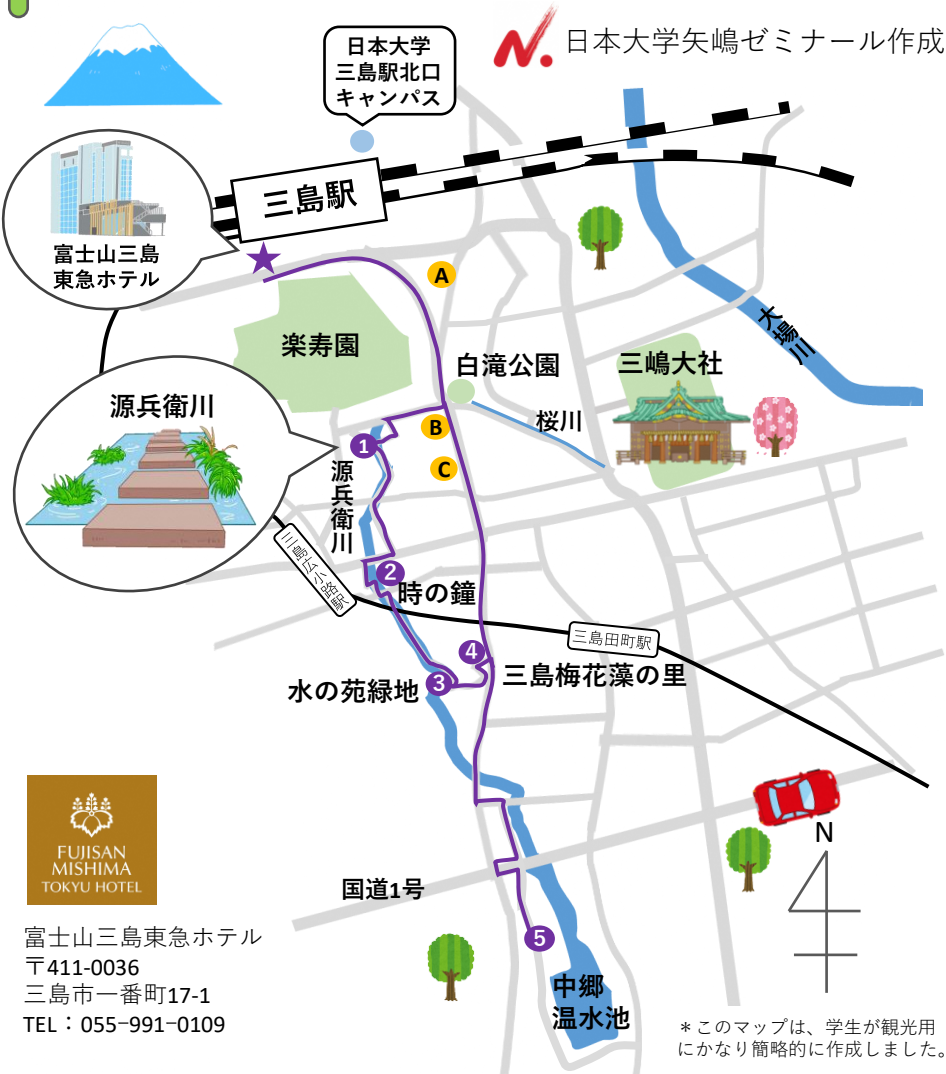 日本大学矢嶋ゼミナール作成
日本大学
三島駅北口
キャンパス
三島駅
富士山三島
東急ホテル
A
楽寿園
白滝公園
三嶋大社
大場川
源兵衛川
桜川
B
1
C
源兵衛川
三島広小路駅
2
時の鐘
三島田町駅
4
三島梅花藻の里
3
水の苑緑地
FUJISAN
MISHIMA
TOKYU HOTEL
N
国道1号
富士山三島東急ホテル
〒411-0036
三島市一番町17-1
TEL：055-991-0109
5
中郷
温水池
＊このマップは、学生が観光用
にかなり簡略的に作成しました。